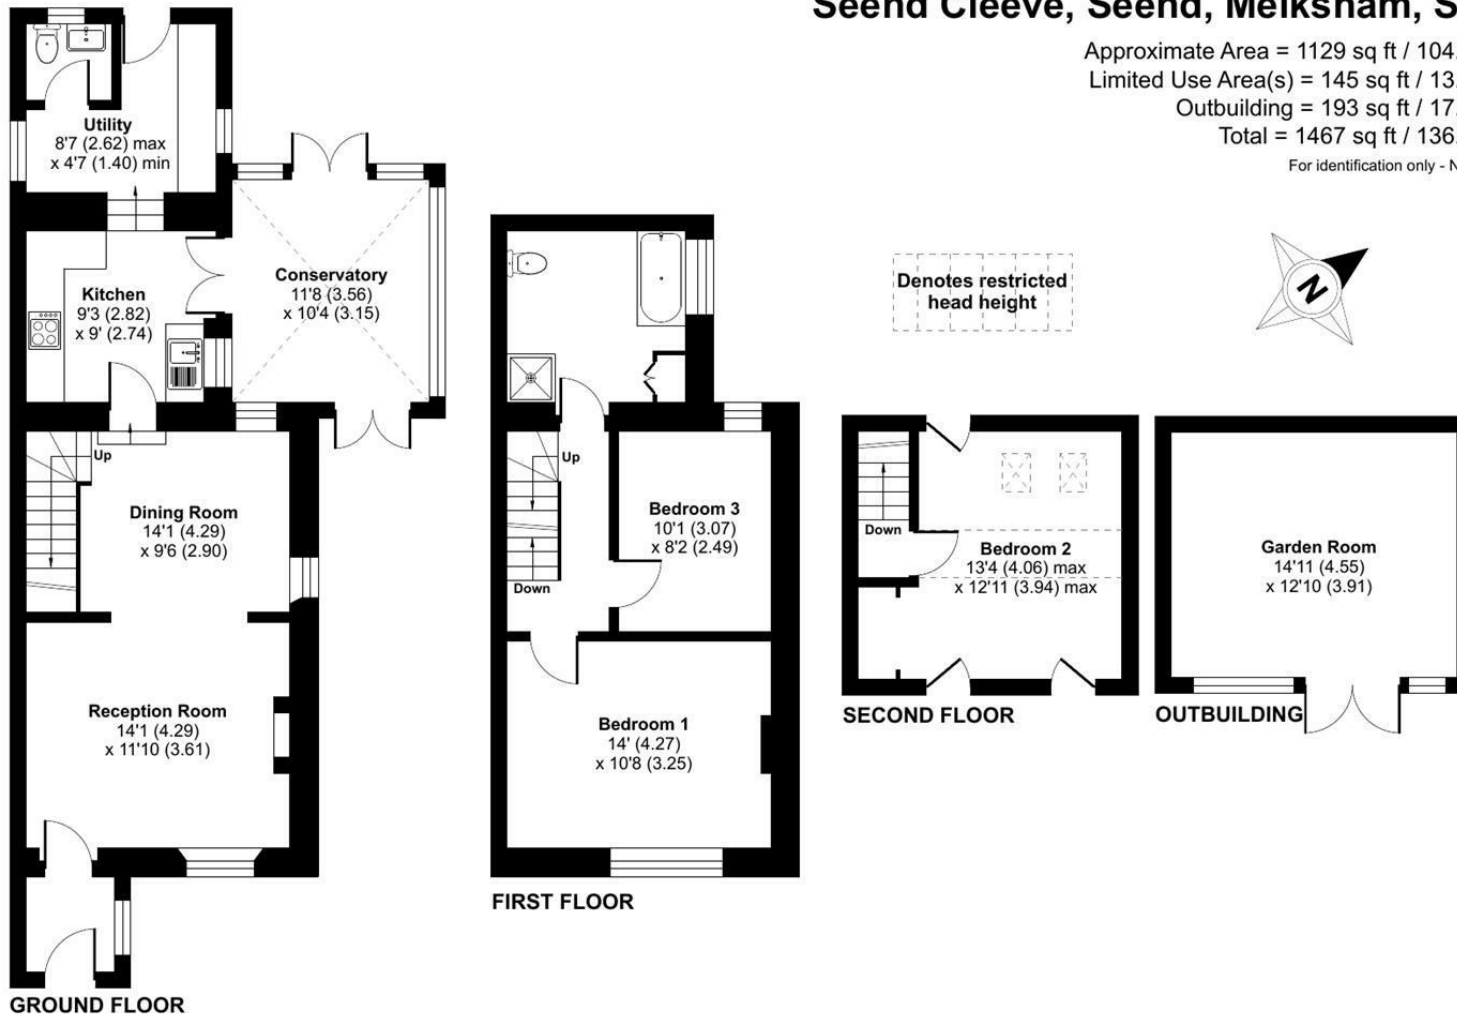 Seend Cleeve, Seend, Melksham, S
Approximate Area = 1129 sq ft / 104.
Limited Use Area(s) = 145 sq ft / 13.
Outbuilding = 193 sq ft / 17.
Total = 1467 sq ft / 136.
For identification only - N
Utility
8'7 (2.62) max
x 4'7 (1.40) min
Kitchen
9'3 (2.82)
x 9' (2.74)
Conservatory
11'8 (3.56)
x 10'4 (3.15)
Up
Dining Room
14'1 (4.29)
x 9'6 (2.90)
Reception Room
14'1 (4.29)
x 11'10 (3.61)
GROUND FLOOR
Up
Down
Bedroom 3
10'1 (3.07)
x 8'2 (2.49)
Bedroom 1
14' (4.27)
x 10'8 (3.25)
FIRST FLOOR
Denotes restricted
head height
N
Down
Bedroom 2
13'4 (4.06) max
x 12'11 (3.94) max
SECOND FLOOR
Garden Room
14'11 (4.55)
x 12'10 (3.91)
OUTBUILDING